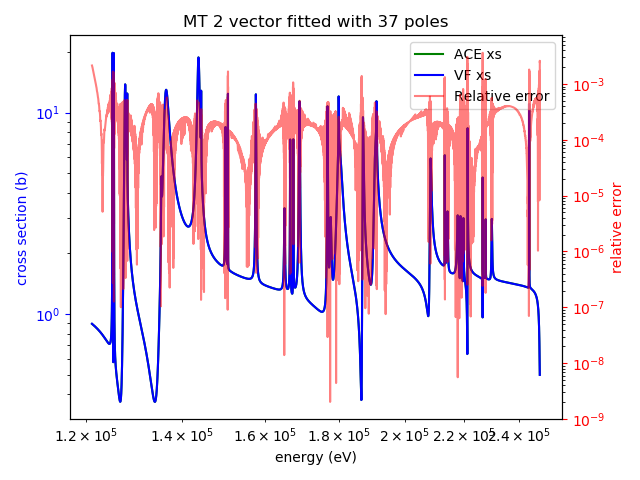 MT 2 vector fitted with 37 poles
ACE xs
VF xs
Relative error
cross section (b)
10¹
10⁰
relative error
10⁻³
10⁻⁴
10⁻⁵
10⁻⁶
10⁻⁷
10⁻⁸
10⁻⁹
1.2 × 10⁵ 1.4 × 10⁵ 1.6 × 10⁵ 1.8 × 10⁵ 2 × 10⁵ 2.2 × 10⁵ 2.4 × 10⁵
energy (eV)